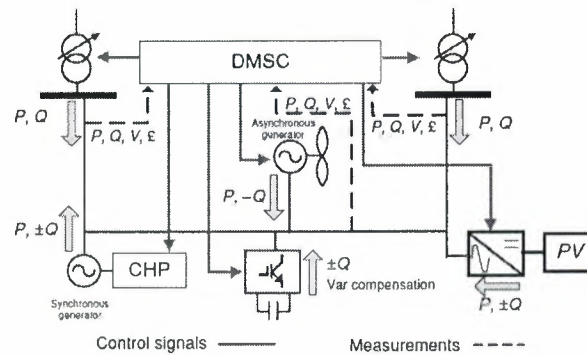 DMSC
P, Q
P, Q, V, £
P, Q, V, £
Asynchronous
generator
P, Q, V, £
P, Q
P, –Q
P, ±Q
CHP
Synchronous
generator
±Q
Var compensation
PV
P, ±Q
Control signals
Measurements